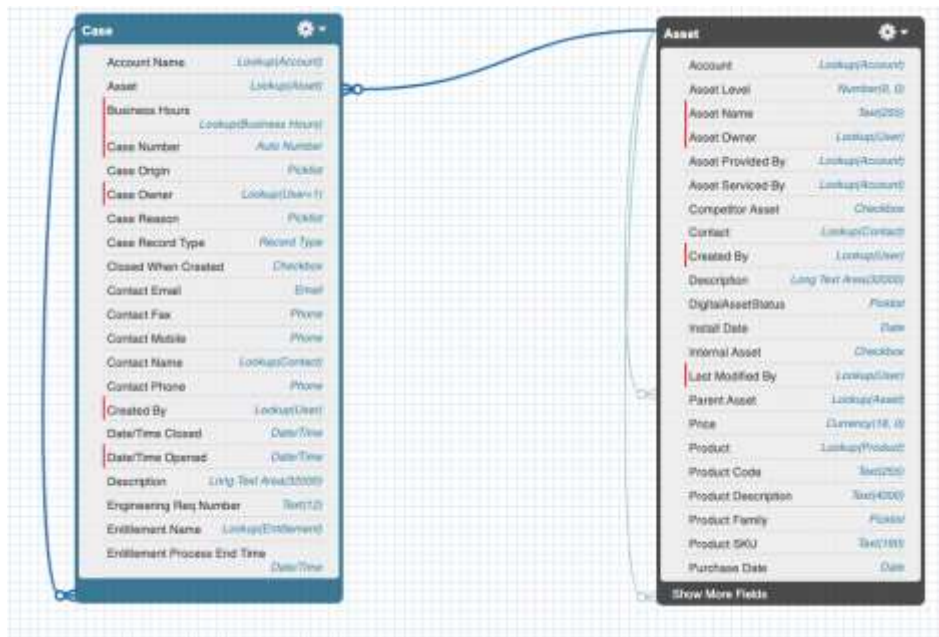 Case
Account Name Lookup(Account)
Asset Lookup(Asset)
Business Hours
Lookup(Business Hours)
Case Number Auto Number
Case Origin Picklist
Case Owner Lookup(User+1)
Case Reason Picklist
Case Record Type Record Type
Closed When Created Checkbox
Contact Email Email
Contact Fax Phone
Contact Mobile Phone
Contact Name Lookup(Contact)
Contact Phone Phone
Created By Lookup(User)
Date/Time Closed Date/Time
Date/Time Opened Date/Time
Description Long Text Area(32000)
Engineering Req Number Text(12)
Entitlement Name Lookup(Entitlement)
Entitlement Process End Time
Date/Time
Asset
Account Lookup(Account)
Asset Level Number(9, 0)
Asset Name Text(255)
Asset Owner Lookup(User)
Asset Provided By Lookup(Account)
Asset Serviced By Lookup(Account)
Competitor Asset Checkbox
Contact Lookup(Contact)
Created By Lookup(User)
Description Long Text Area(32000)
DigitalAssetStatus Picklist
Install Date Date
Internal Asset Checkbox
Last Modified By Lookup(User)
Parent Asset Lookup(Asset)
Price Currency(18, 0)
Product Lookup(Product)
Product Code Text(255)
Product Description Text(4000)
Product Family Picklist
Product SKU Text(180)
Purchase Date Date
Show More Fields